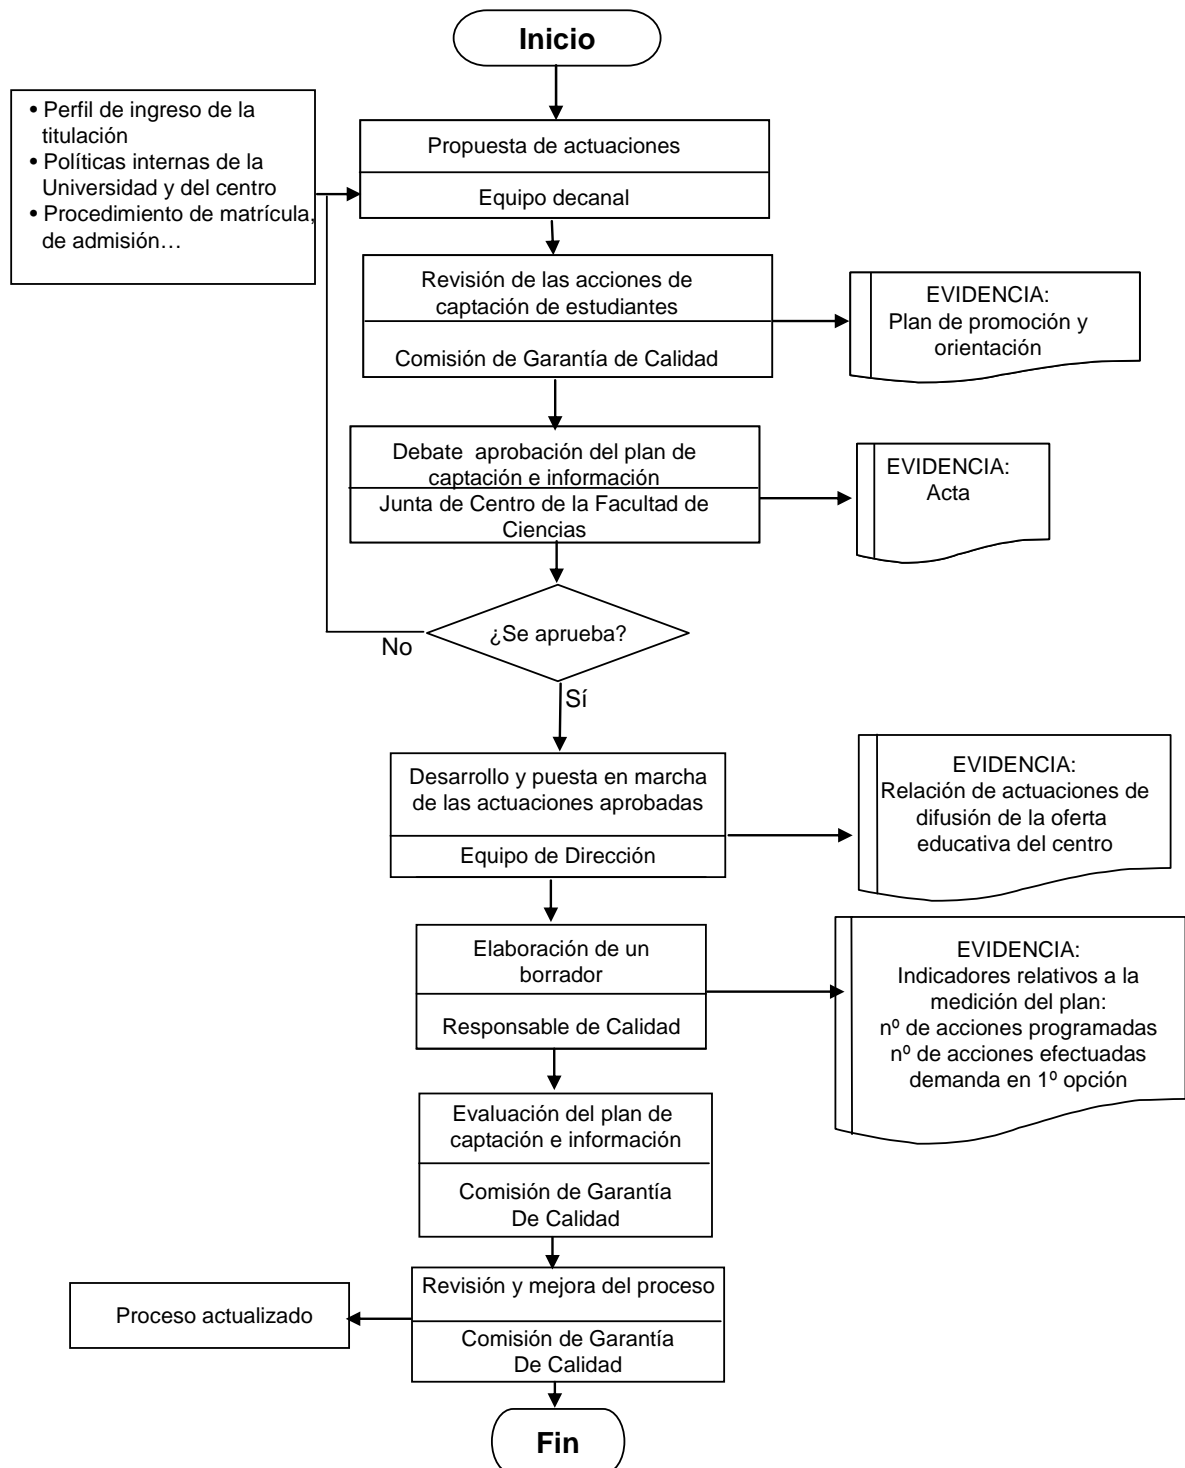 Inicio
• Perfil de ingreso de la
titulación
• Políticas internas de la
Universidad y del centro
• Procedimiento de matrícula,
de admisión…
Propuesta de actuaciones
Equipo decanal
Revisión de las acciones de
captación de estudiantes
Comisión de Garantía de Calidad
EVIDENCIA:
Plan de promoción y
orientación
Debate  aprobación del plan de
captación e información
Junta de Centro de la Facultad de
Ciencias
EVIDENCIA:
Acta
¿Se aprueba?
No
Sí
Desarrollo y puesta en marcha
de las actuaciones aprobadas
Equipo de Dirección
EVIDENCIA:
Relación de actuaciones de
difusión de la oferta
educativa del centro
Elaboración de un
borrador
Responsable de Calidad
EVIDENCIA:
Indicadores relativos a la
medición del plan:
nº de acciones programadas
nº de acciones efectuadas
demanda en 1º opción
Evaluación del plan de
captación e información
Comisión de Garantía
De Calidad
Revisión y mejora del proceso
Comisión de Garantía
De Calidad
Proceso actualizado
Fin